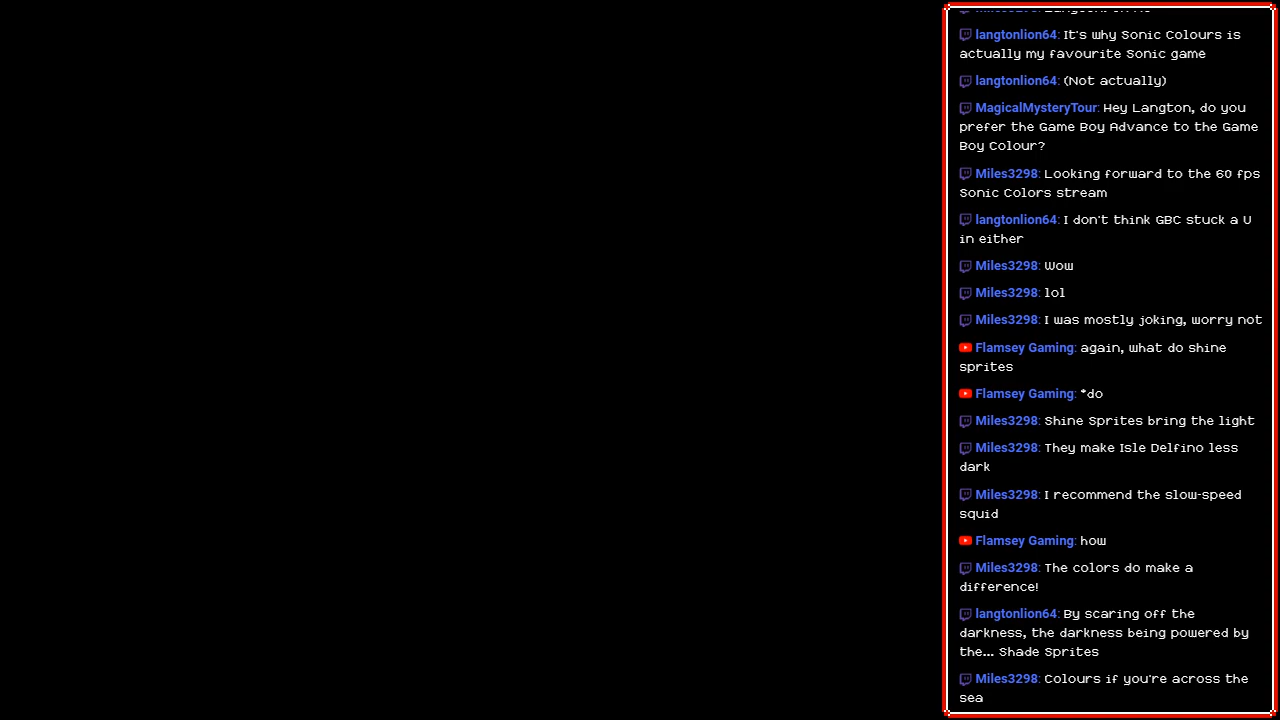 langtonlion64: It's why Sonic Colours is
actually my favourite Sonic game
langtonlion64: (Not actually)
MagicalMysteryTour: Hey Langton, do you
prefer the Game Boy Advance to the Game
Boy Colour?
Miles3298: Looking forward to the 60 fps
Sonic Colors stream
langtonlion64: I don't think GBC stuck a U
in either
Miles3298: Wow
Miles3298: lol
Miles3298: I was mostly joking, worry not
Flamsey Gaming: again, what do shine
sprites
Flamsey Gaming: *do
Miles3298: Shine Sprites bring the light
Miles3298: They make Isle Delfino less
dark
Miles3298: I recommend the slow-speed
squid
Flamsey Gaming: how
Miles3298: The colors do make a
difference!
langtonlion64: By scaring off the
darkness, the darkness being powered by
the... Shade Sprites
Miles3298: Colours if you're across the
sea